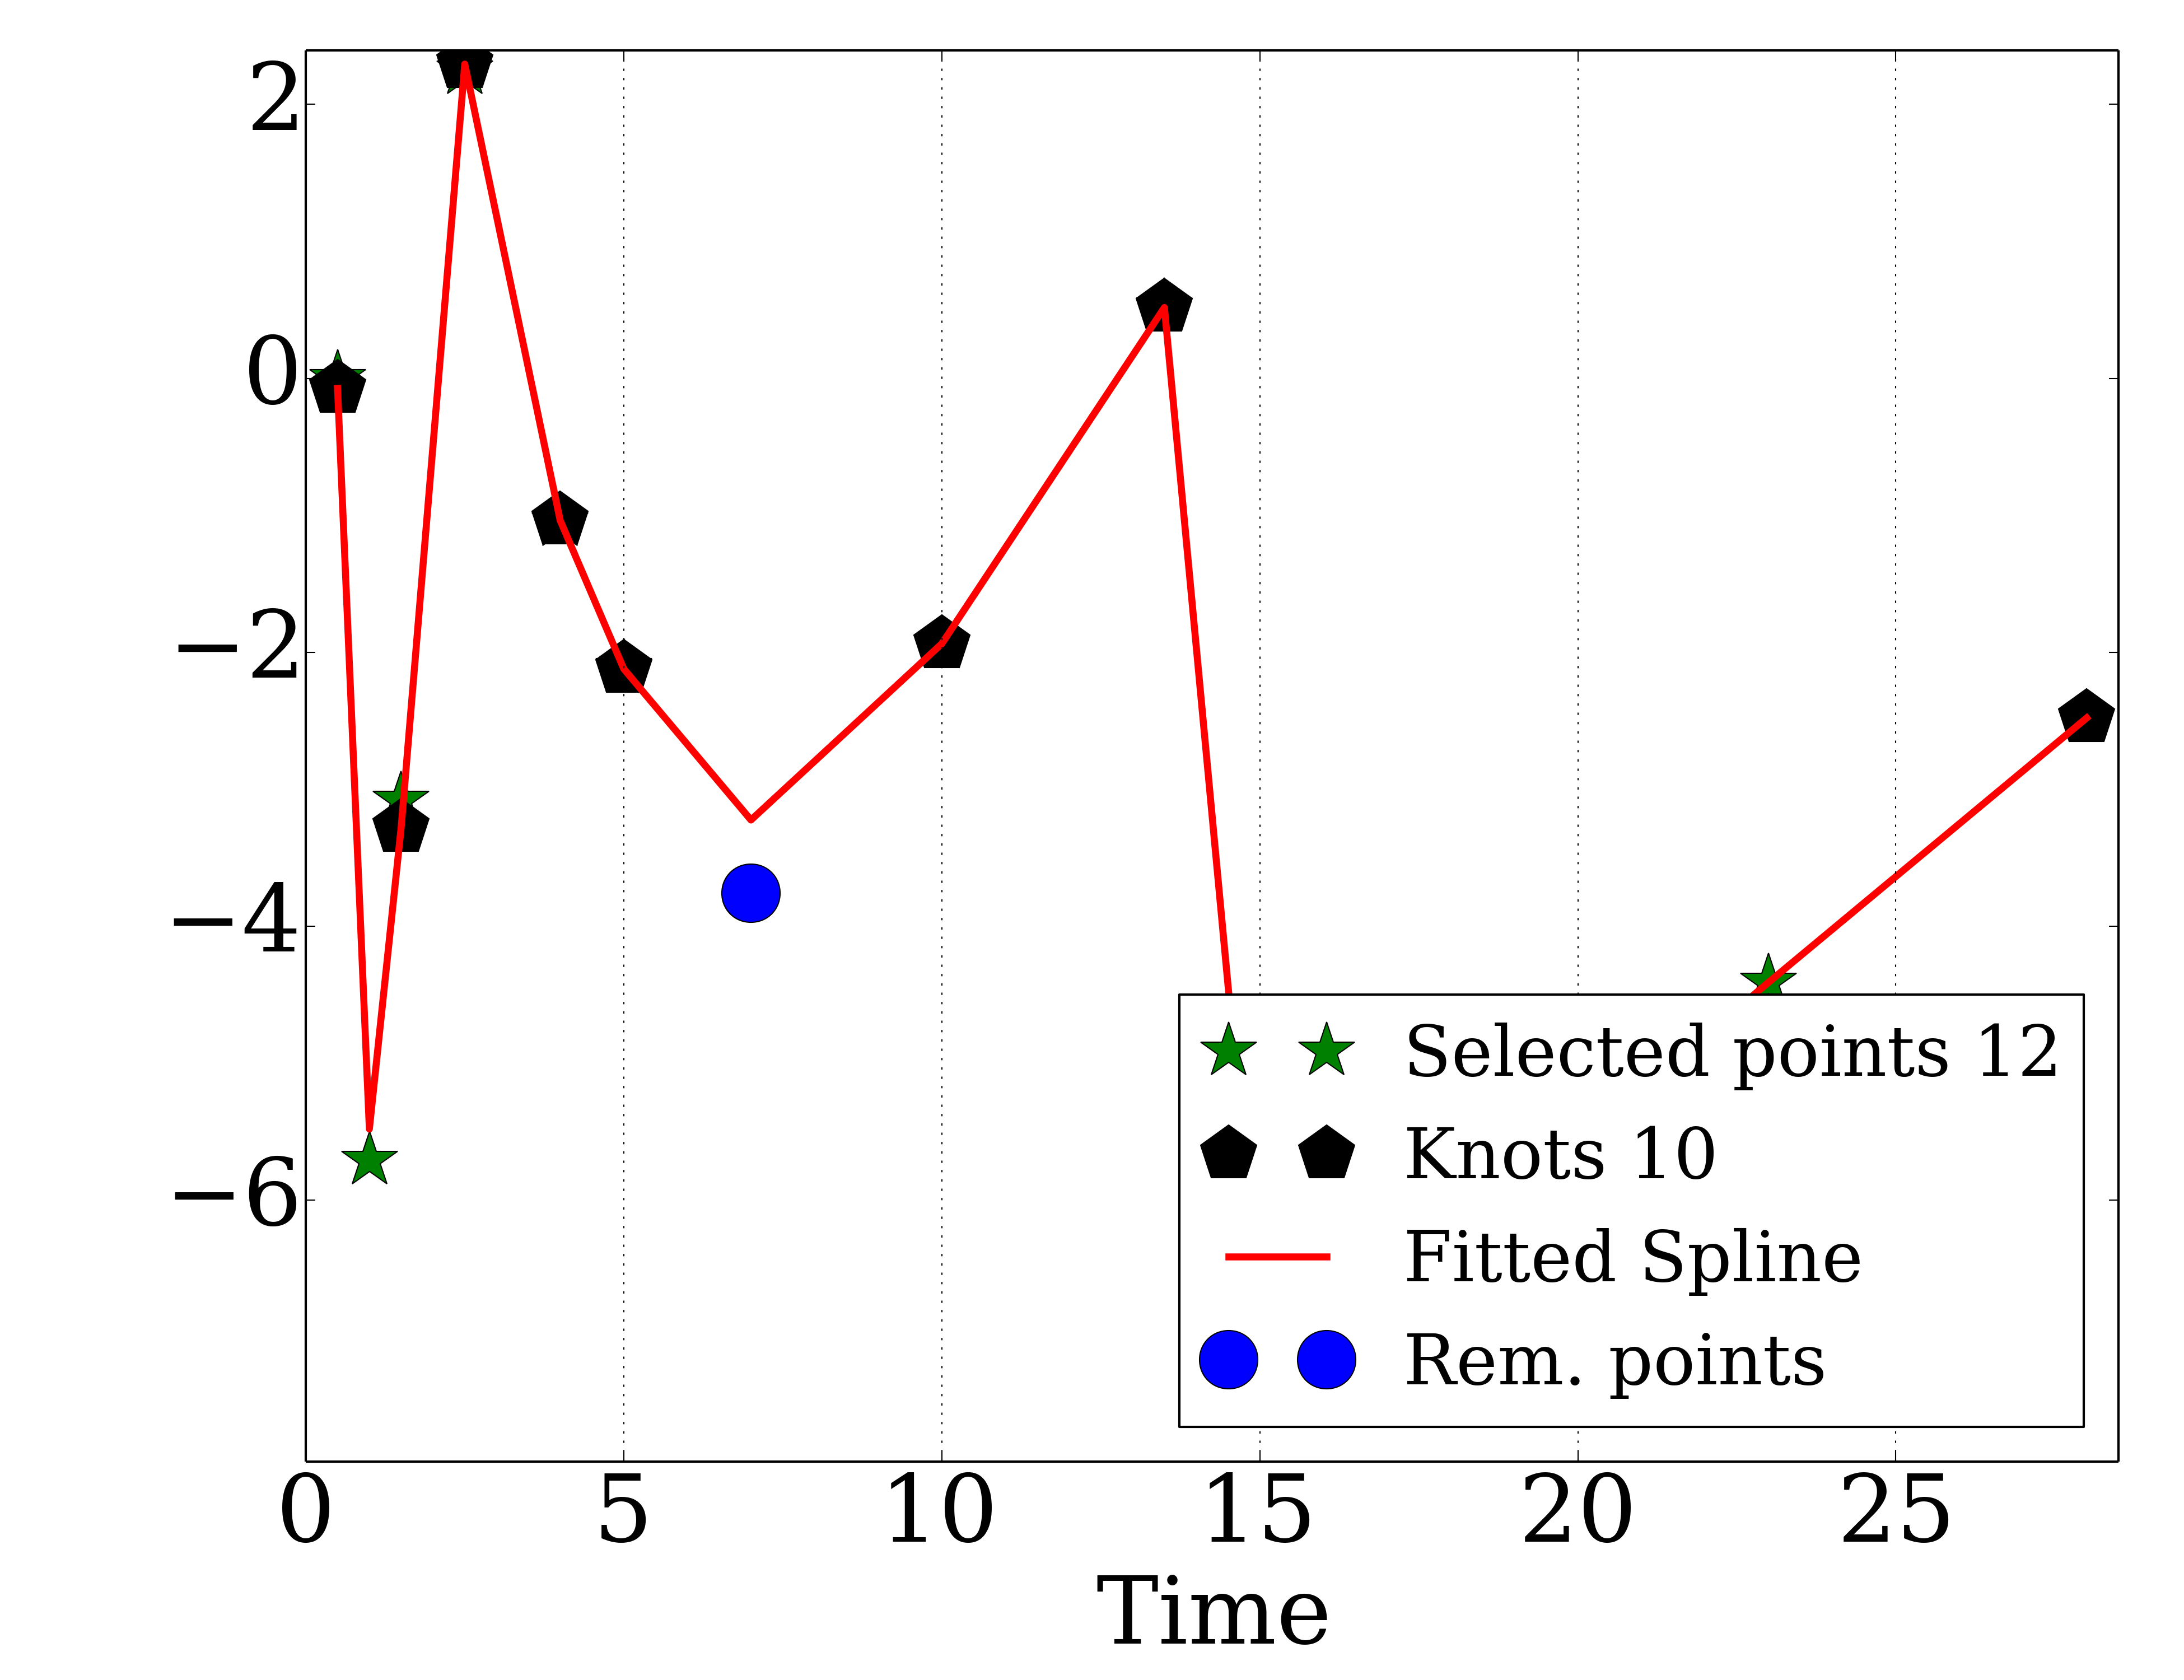 2
0
−2
−4
−6
0 5 10 15 20 25
Time
Selected points 12
Knots 10
Fitted Spline
Rem. points